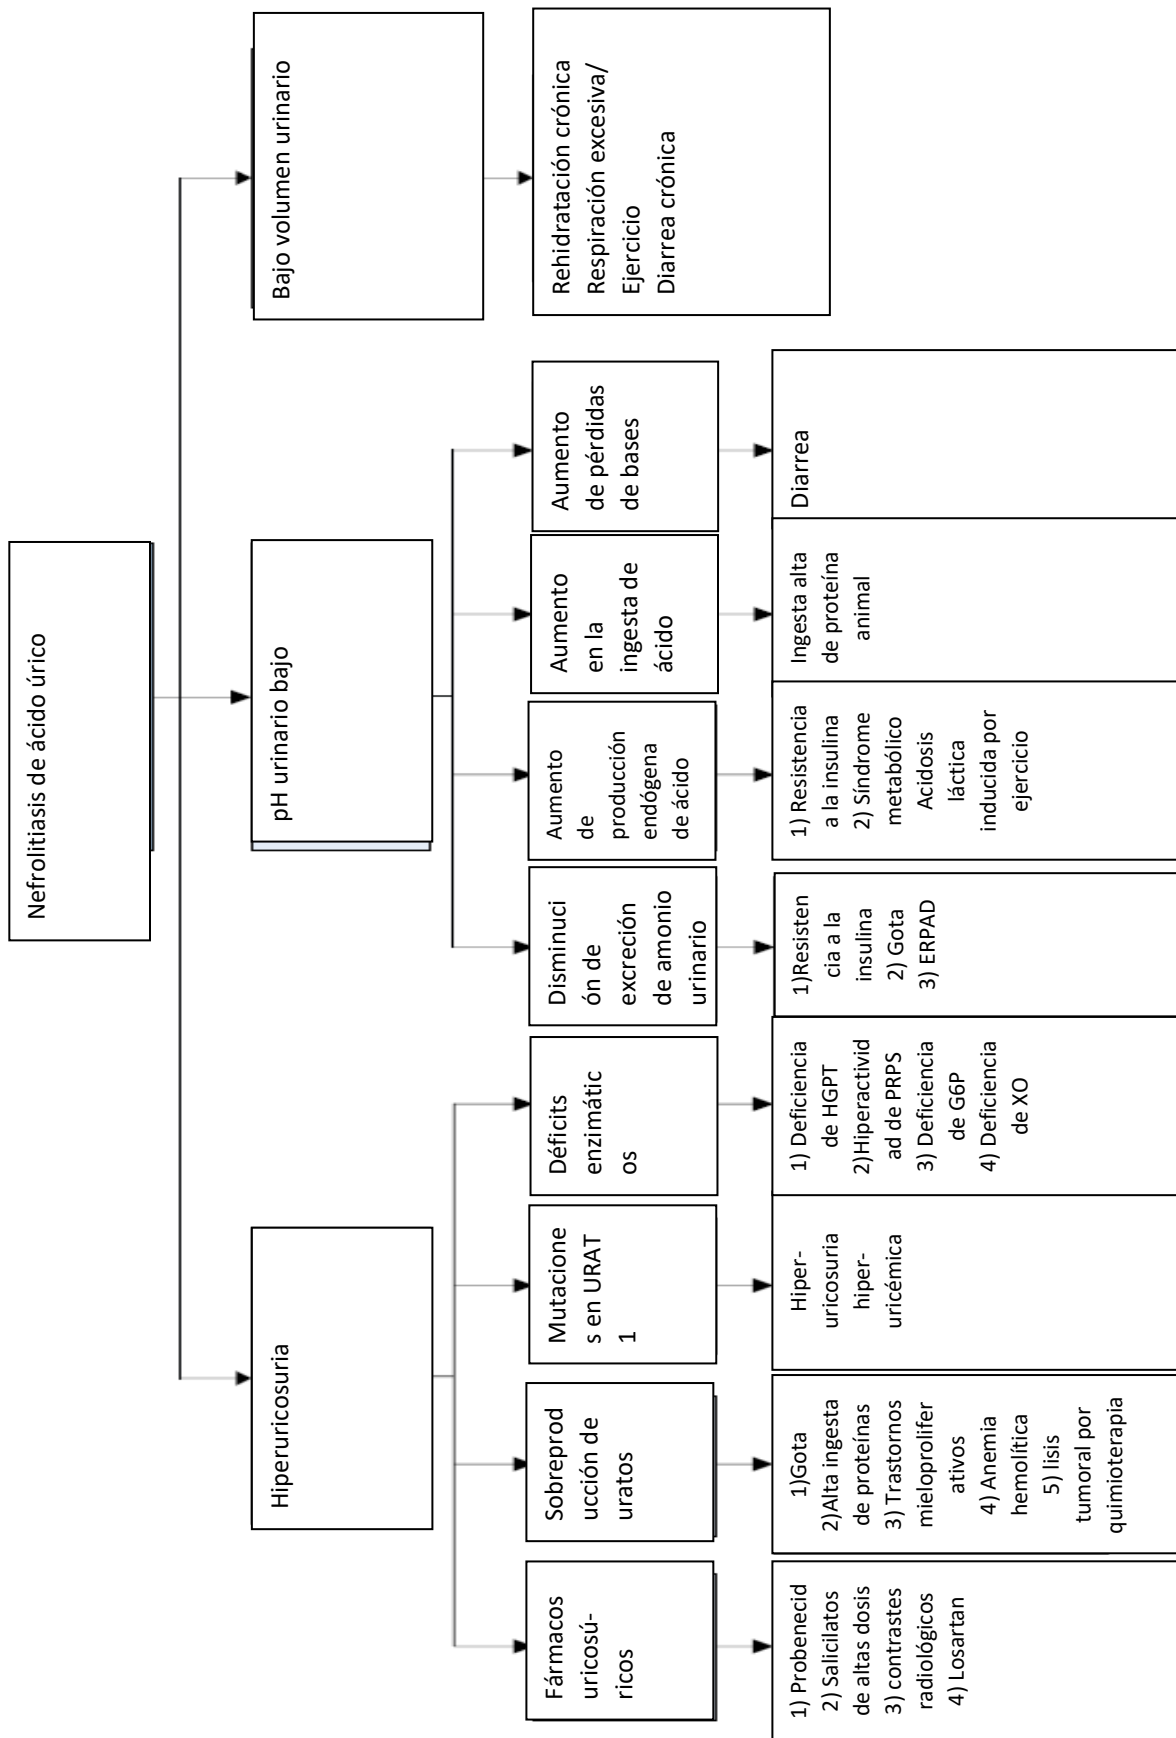 Nefrolitiasis de ácido úrico
Hiperuricosuria
pH urinario bajo
Bajo volumen urinario
Fármacos
uricosú-
ricos
Sobreprod
ucción de
uratos
Mutacione
s en URAT
1
Déficits
enzimátic
os
Disminuci
ón de
excreción
de amonio
urinario
Aumento
de
producción
endógena
de ácido
Aumento
en la
ingesta de
ácido
Aumento
de pérdidas
de bases
Rehidratación crónica
Respiración excesiva/
Ejercicio
Diarrea crónica
1) Probenecid
2) Salicilatos
de altas dosis
3) contrastes
radiológicos
4) Losartan
1)Gota
2)Alta ingesta
de proteínas
3) Trastornos
mieloprolifer
ativos
4) Anemia
hemolítica
5) lisis
tumoral por
quimioterapia
Hiper-
uricosuria
hiper-
uricémica
1) Deficiencia
de HGPT
2)Hiperactivid
ad de PRPS
3) Deficiencia
de G6P
4) Deficiencia
de XO
1)Resisten
cia a la
insulina
2) Gota
3) ERPAD
1) Resistencia
a la insulina
2) Síndrome
metabólico
Acidosis
láctica
inducida por
ejercicio
Ingesta alta
de proteína
animal
Diarrea